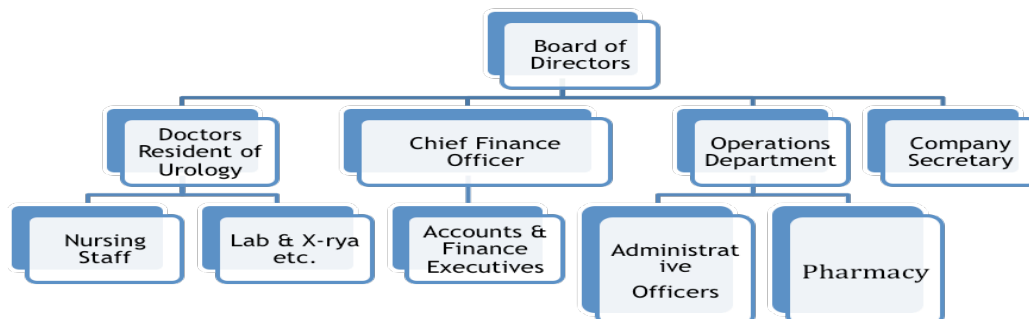 Board of
Directors
Doctors
Resident of
Urology
Chief Finance
Officer
Operations
Department
Company
Secretary
Nursing
Staff
Lab & X-rya
etc.
Accounts &
Finance
Executives
Administrat
ive
Officers
Pharmacy